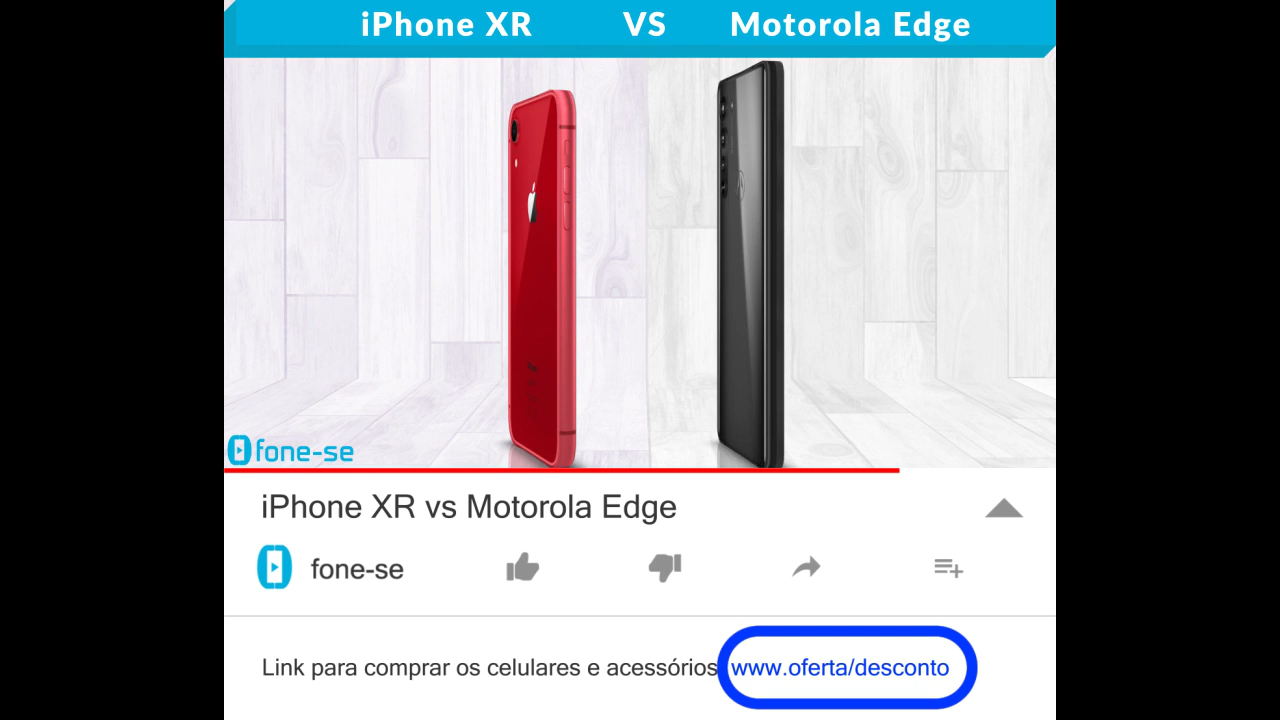 iPhone XR VS Motorola Edge
fone-se
iPhone XR vs Motorola Edge
fone-se
Link para comprar os celulares e acessórios www.oferta/desconto